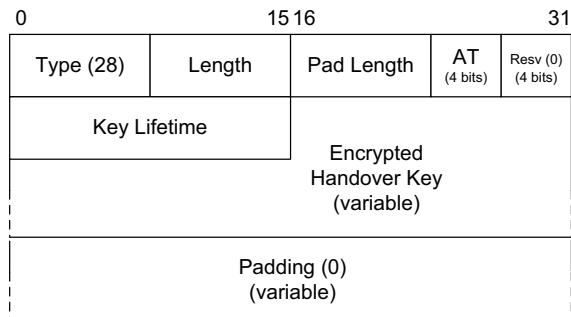 0 15 16 31
Type (28) Length Pad Length AT Resv (0)
(4 bits) (4 bits)
Key Lifetime
Encrypted
Handover Key
(variable)
Padding (0)
(variable)